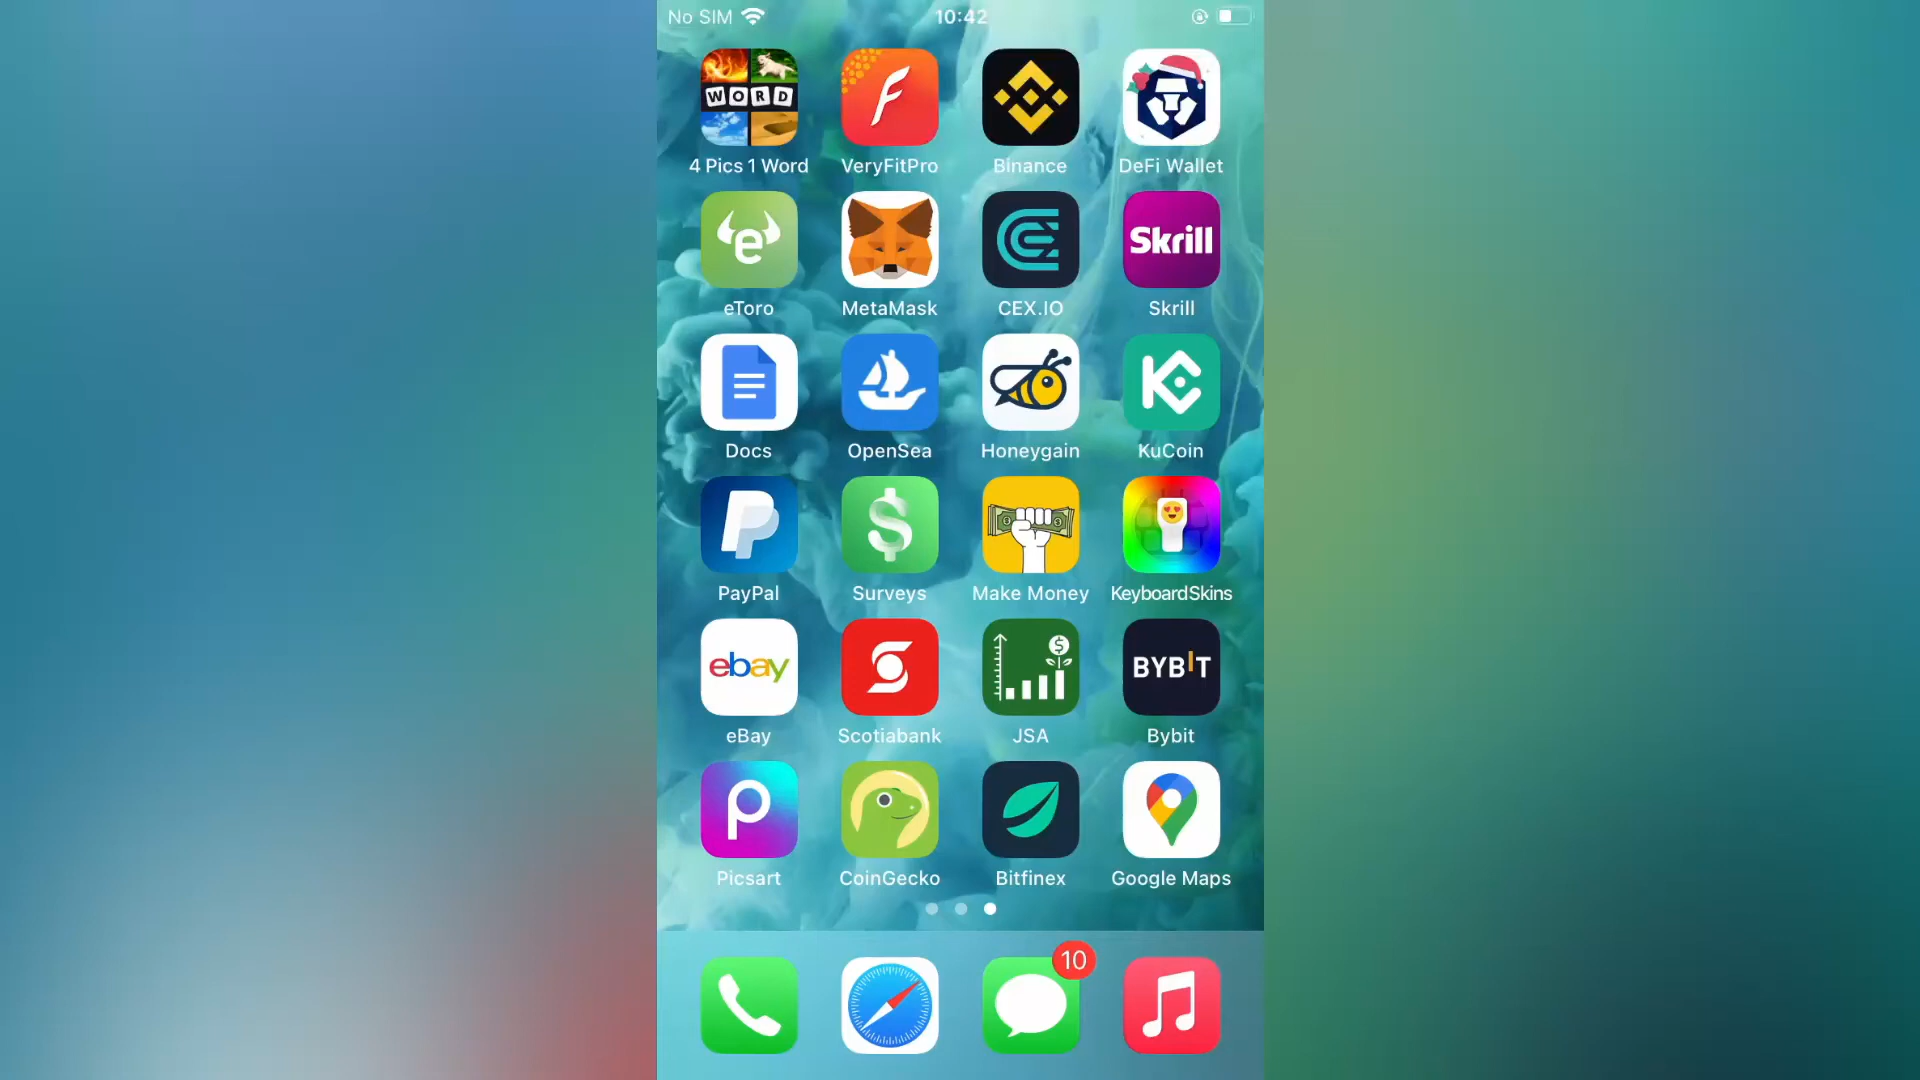 No SIM 10:42
WORD
4 Pics 1 Word VeryFitPro Binance DeFi Wallet
e Skrill
eToro MetaMask CEX.IO Skrill
Docs OpenSea Honeygain KuCoin
$
PayPal Surveys Make Money KeyboardSkins
ebay $ BYBIT
eBay Scotiabank JSA Bybit
Picsart CoinGecko Bitfinex Google Maps
10